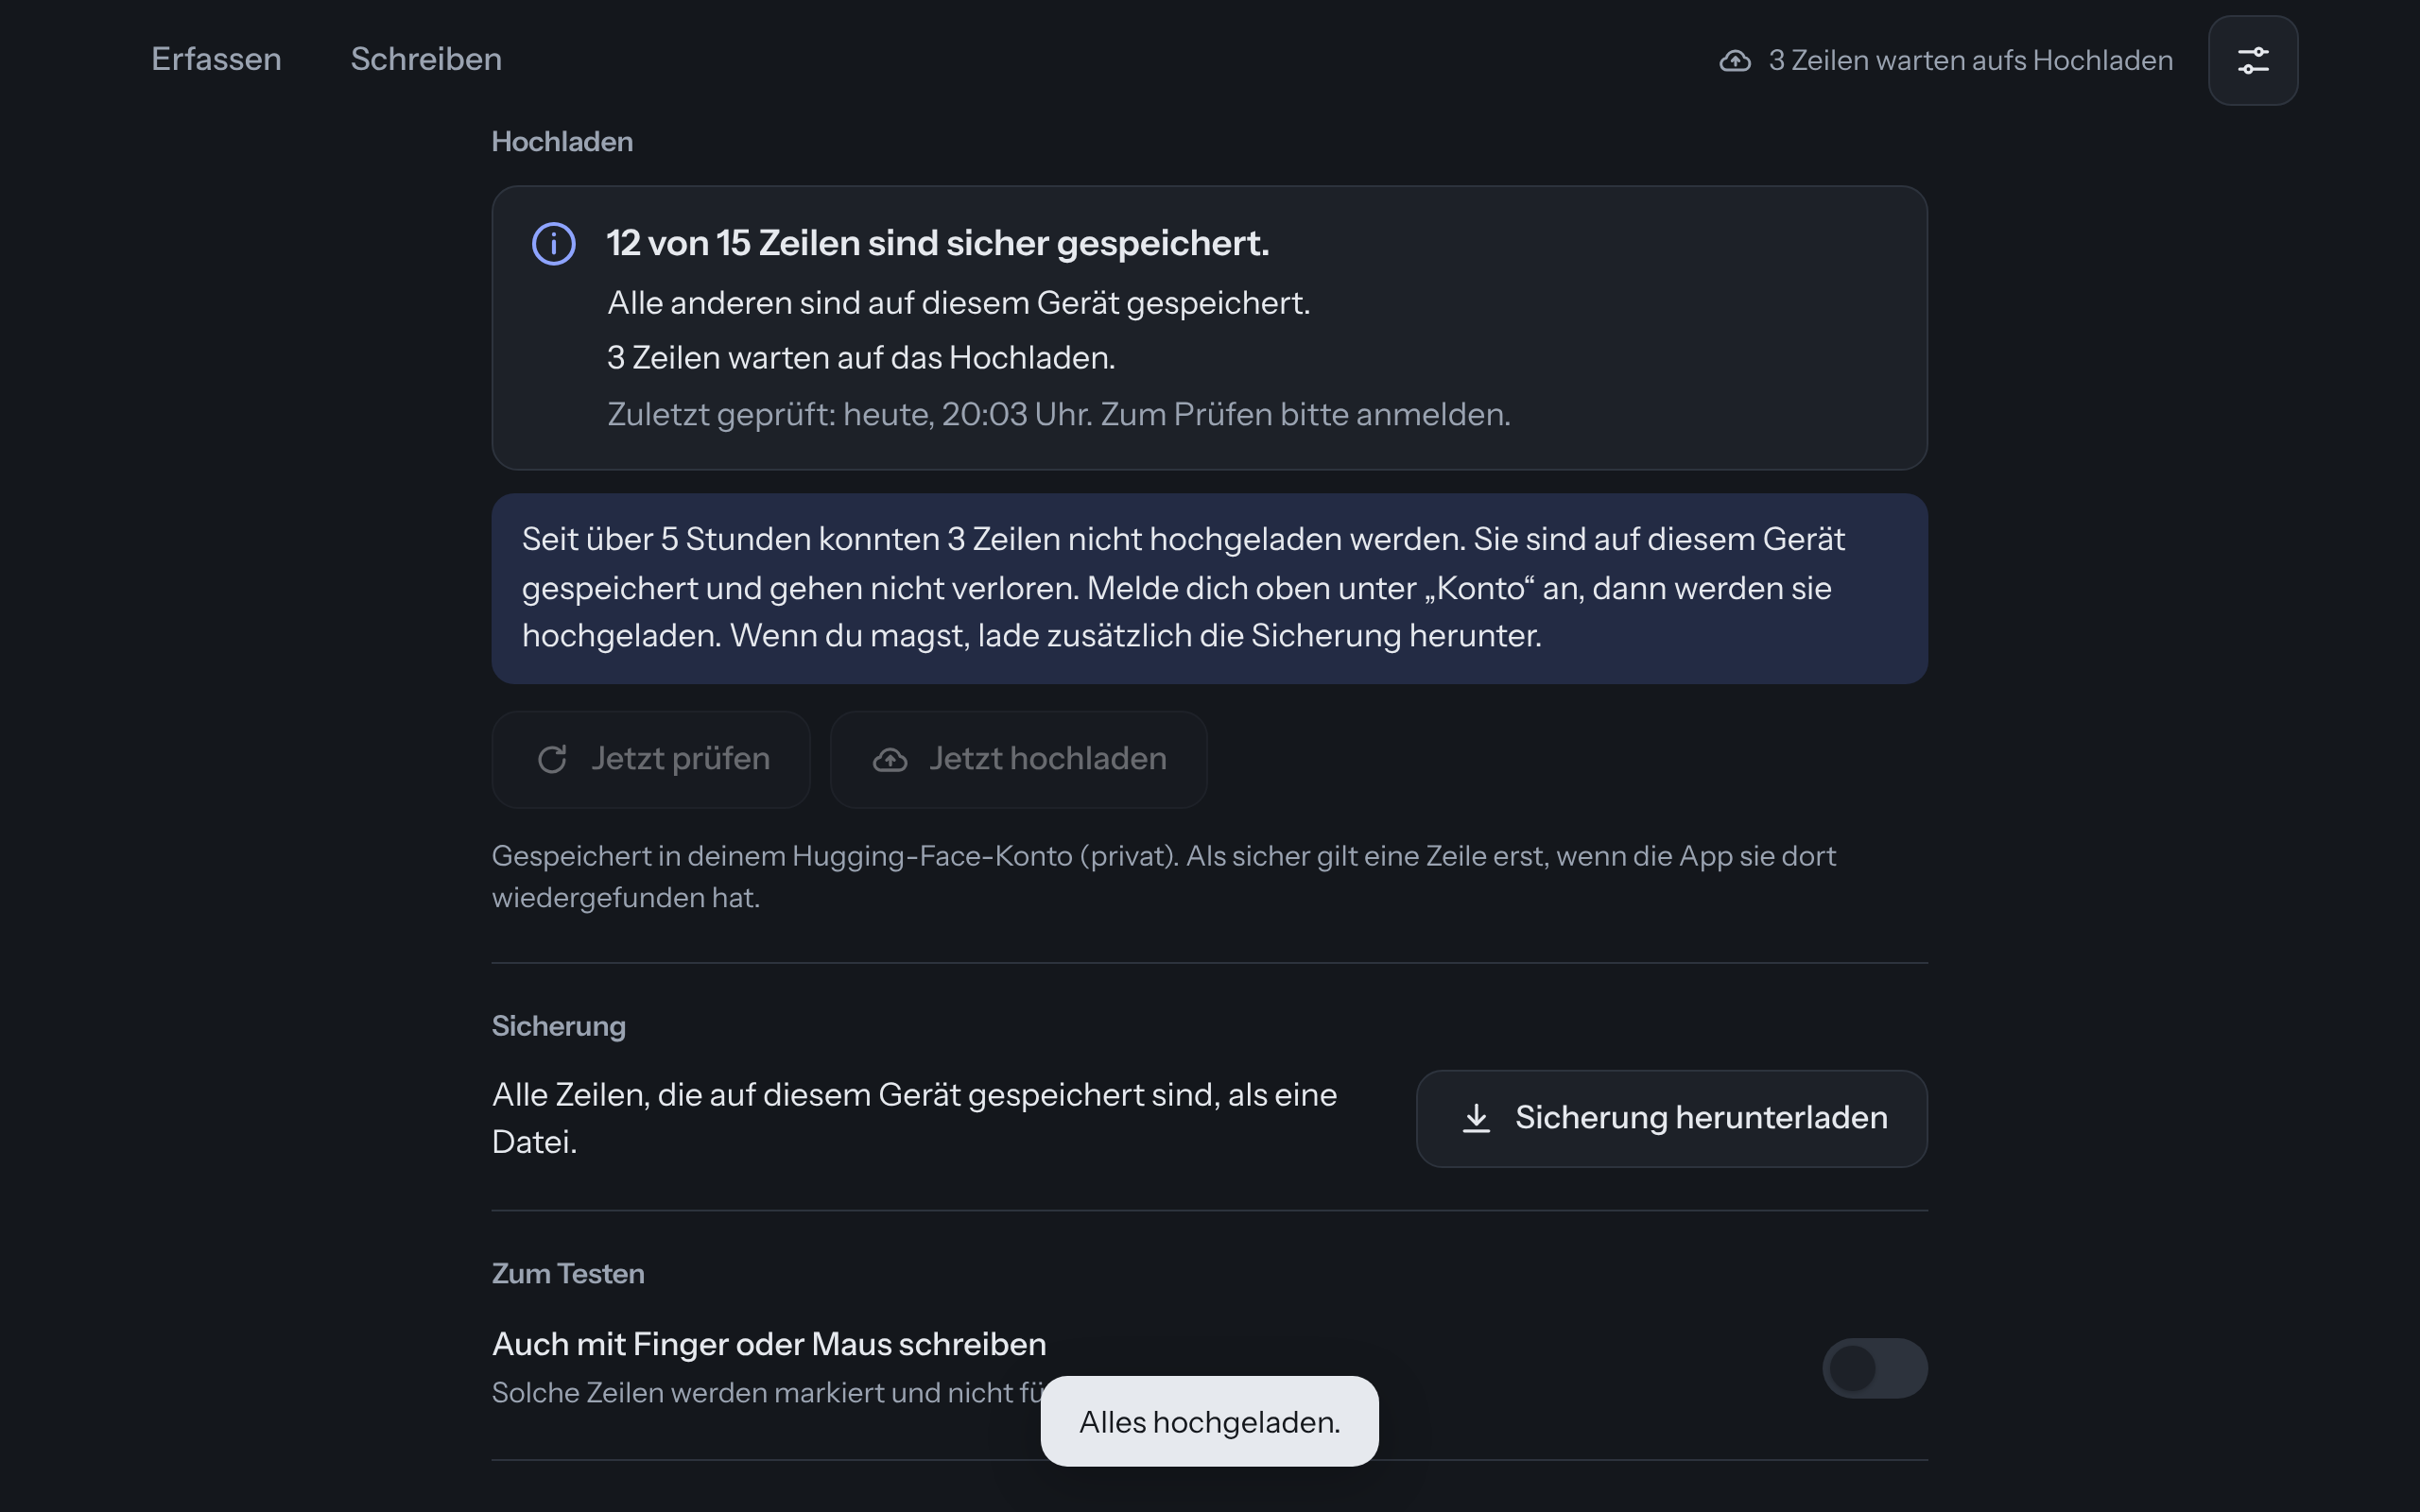 Erfassen
Schreiben
3 Zeilen warten aufs Hochladen
Hochladen
12 von 15 Zeilen sind sicher gespeichert.
Alle anderen sind auf diesem Gerät gespeichert.
3 Zeilen warten auf das Hochladen.
Zuletzt geprüft: heute, 20:03 Uhr. Zum Prüfen bitte anmelden.
Seit über 5 Stunden konnten 3 Zeilen nicht hochgeladen werden. Sie sind auf diesem Gerät
gespeichert und gehen nicht verloren. Melde dich oben unter „Konto“ an, dann werden sie
hochgeladen. Wenn du magst, lade zusätzlich die Sicherung herunter.
Jetzt prüfen
Jetzt hochladen
Gespeichert in deinem Hugging-Face-Konto (privat). Als sicher gilt eine Zeile erst, wenn die App sie dort
wiedergefunden hat.
Sicherung
Alle Zeilen, die auf diesem Gerät gespeichert sind, als eine
Datei.
Sicherung herunterladen
Zum Testen
Auch mit Finger oder Maus schreiben
Solche Zeilen werden markiert und nicht
Alles hochgeladen.